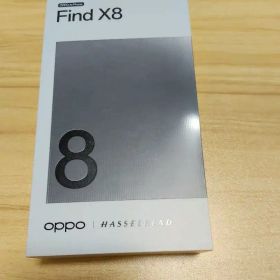 Find X8
8
oppo | HASSELBLAD